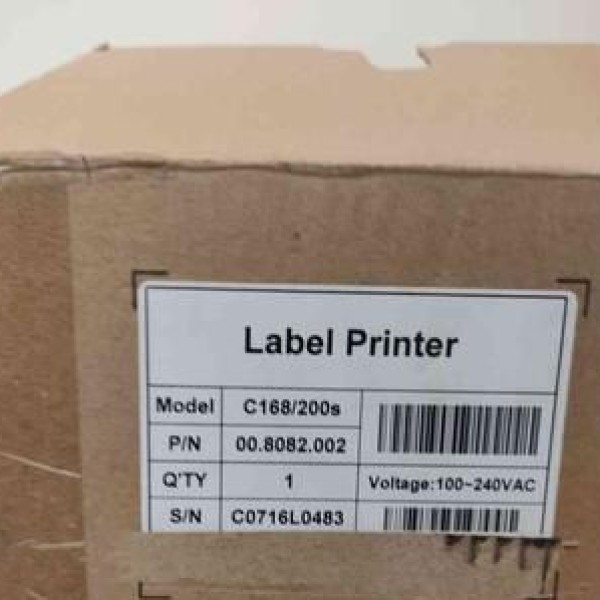 Label Printer
Model C168/200s
P/N 00.8082.002
Q'TY 1 Voltage:100~240VAC
S/N C0716L0483